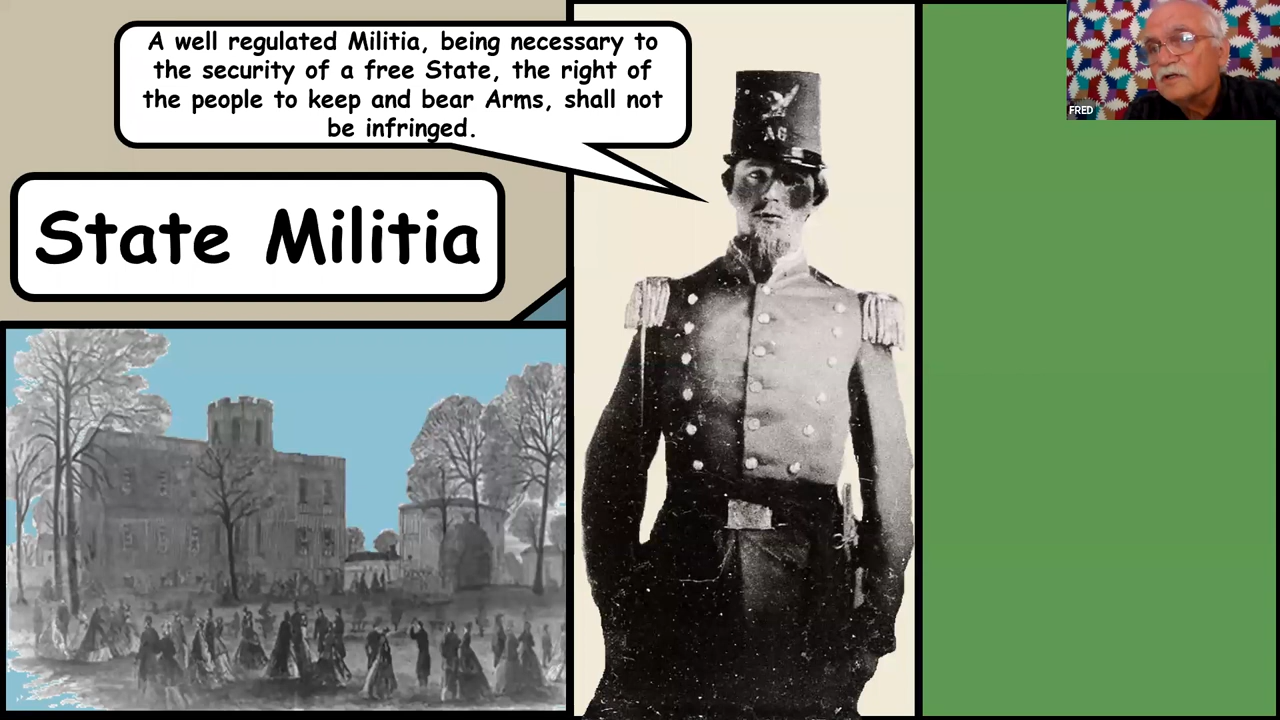 A well regulated Militia, being necessary to
the security of a free State, the right of
the people to keep and bear Arms, shall not
be infringed.
State Militia
AG
FRED